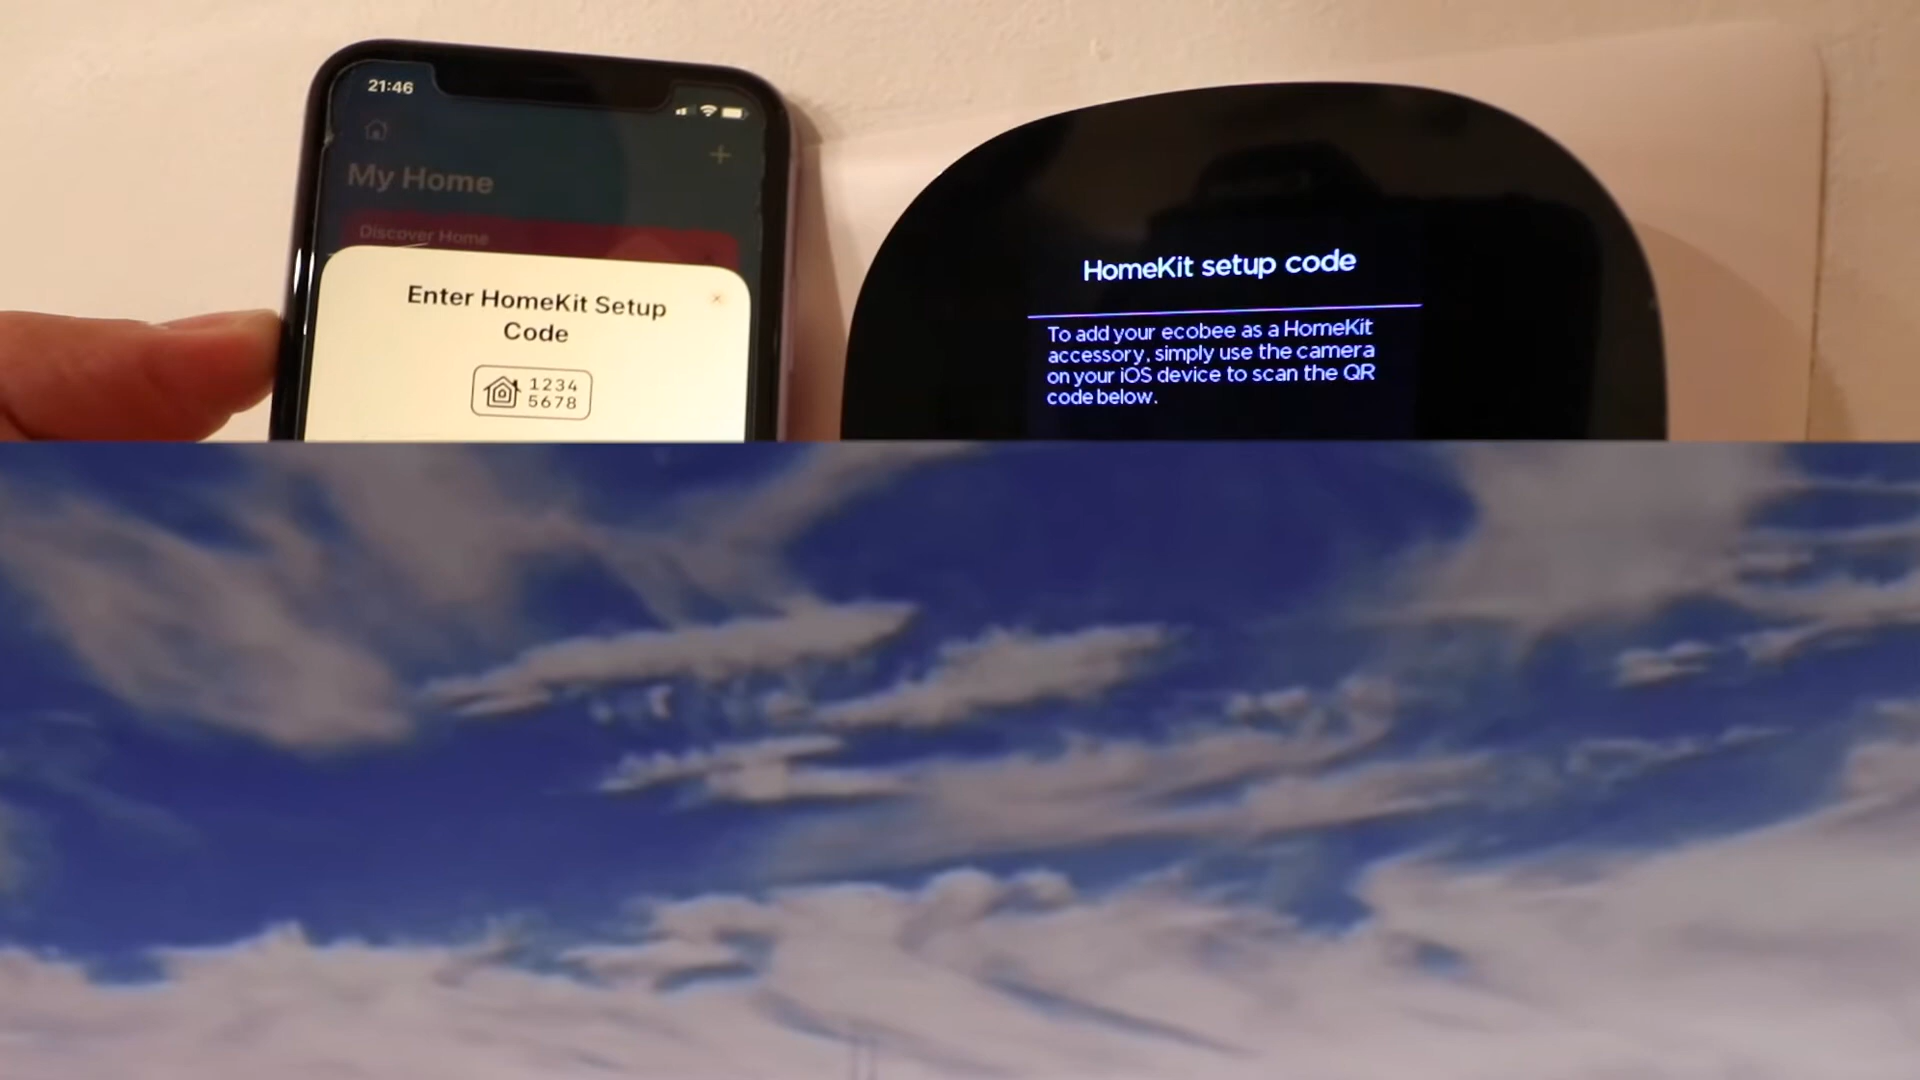 21:46
My Home
Discover Home
Enter HomeKit Setup
Code
1234
5678
HomeKit setup code
To add your ecobee as a HomeKit
accessory, simply use the camera
on your iOS device to scan the QR
code below.